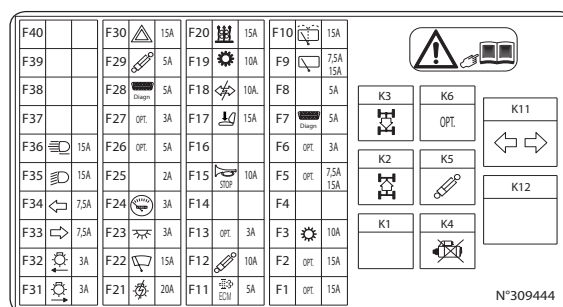 F40 F30 15A F20 15A F10 15A
F39 F29 5A F19 10A F9 7,5A 15A
F38 F28 Diagn 5A F18 10A. F8 5A
F37 F27 OPT. 3A F17 15A F7 Diagn 5A
F36 15A F26 OPT. 5A F16 F6 OPT. 3A
F35 15A F25 2A F15 STOP 10A F5 OPT. 7,5A 15A
F34 7,5A F24 3A F14 F4
F33 7,5A F23 3A F13 OPT. 3A F3 10A
F32 3A F22 15A F12 10A F2 OPT. 15A
F31 3A F21 20A F11 ECM 5A F1 OPT. 15A
K3 K6 K11
OPT.
K2 K5 K12
K1 K4
N°309444